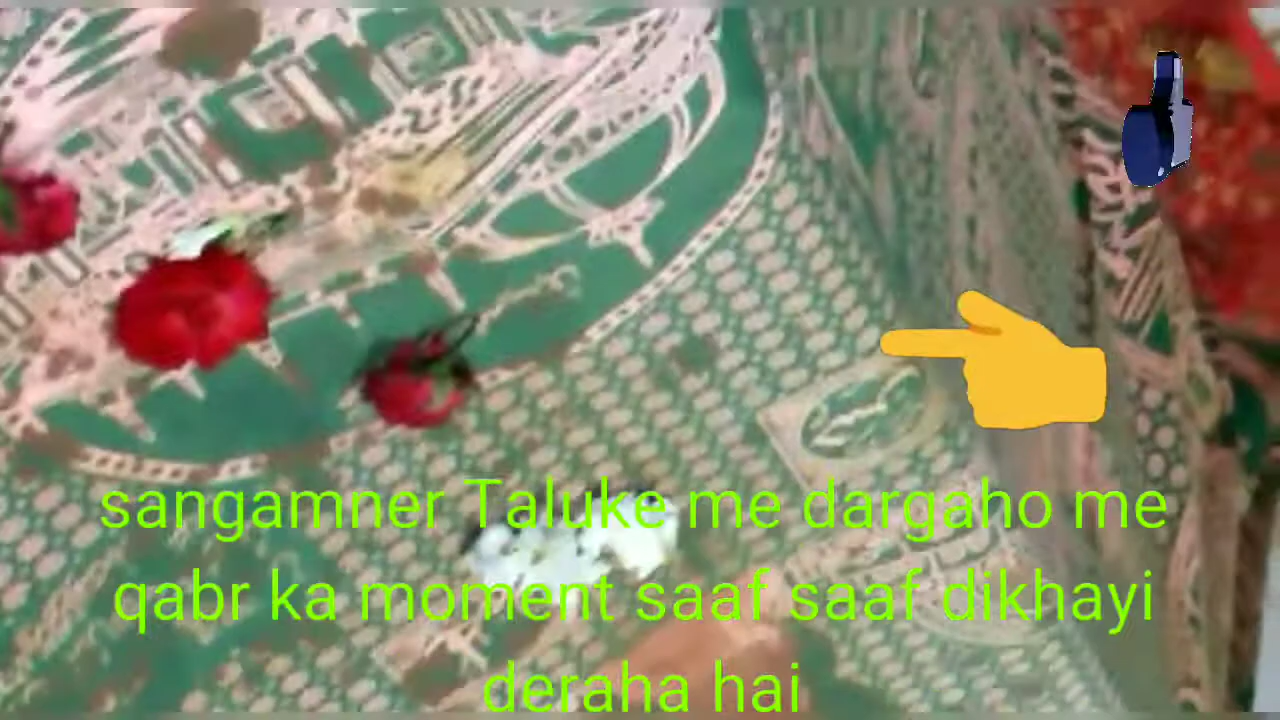 sangamner Taluke me dargaho me
qabr ka moment saaf saaf dikhayi
deraha hai